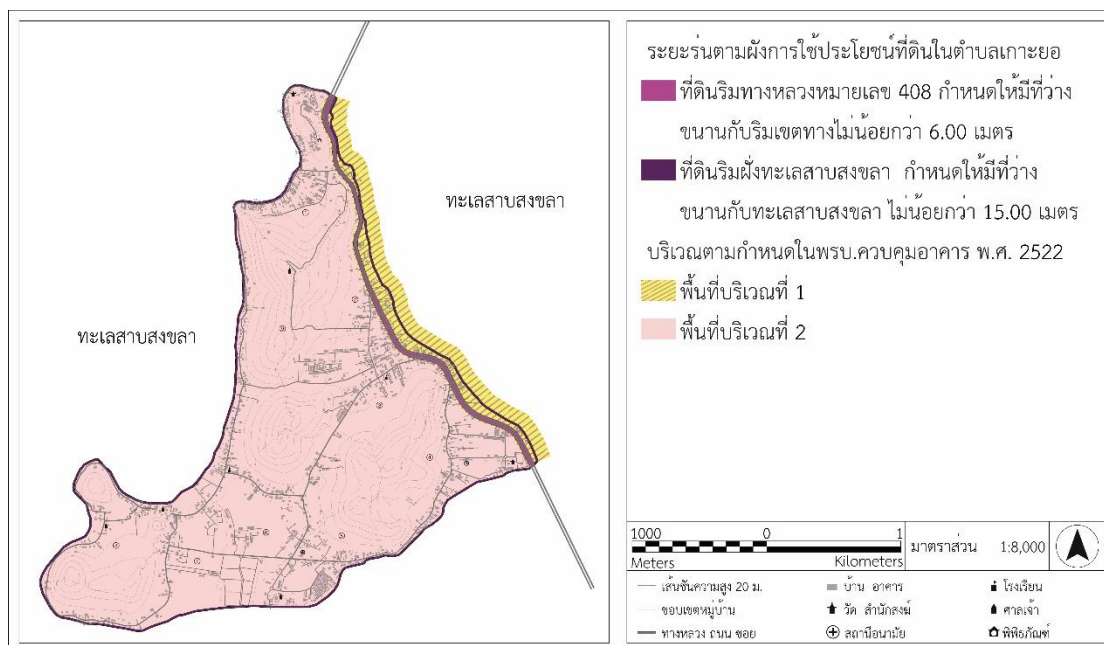 ทะเลสาบสงขลา
ทะเลสาบสงขลา
ระยะร่นตามผังการใช้ประโยชน์ที่ดินในตำบลเกาะยอ
ที่ดินริมทางหลวงหมายเลข 408 กำหนดให้มีที่ว่าง
ขนานกับริมเขตทางไม่น้อยกว่า 6.00 เมตร
ที่ดินริมฝั่งทะเลสาบสงขลา กำหนดให้มีที่ว่าง
ขนานกับทะเลสาบสงขลา ไม่น้อยกว่า 15.00 เมตร
บริเวณตามกำหนดในพรบ.ควบคุมอาคาร พ.ศ. 2522
พื้นที่บริเวณที่ 1
พื้นที่บริเวณที่ 2
1000 0 1
Meters Kilometers
มาตราส่วน 1:8,000
เส้นชันความสูง 20 ม. บ้าน อาคาร โรงเรียน
ขอบเขตหมู่บ้าน วัด สำนักสงฆ์ ศาลเจ้า
ทางหลวง ถนน ซอย สถานีอนามัย พิพิธภัณฑ์